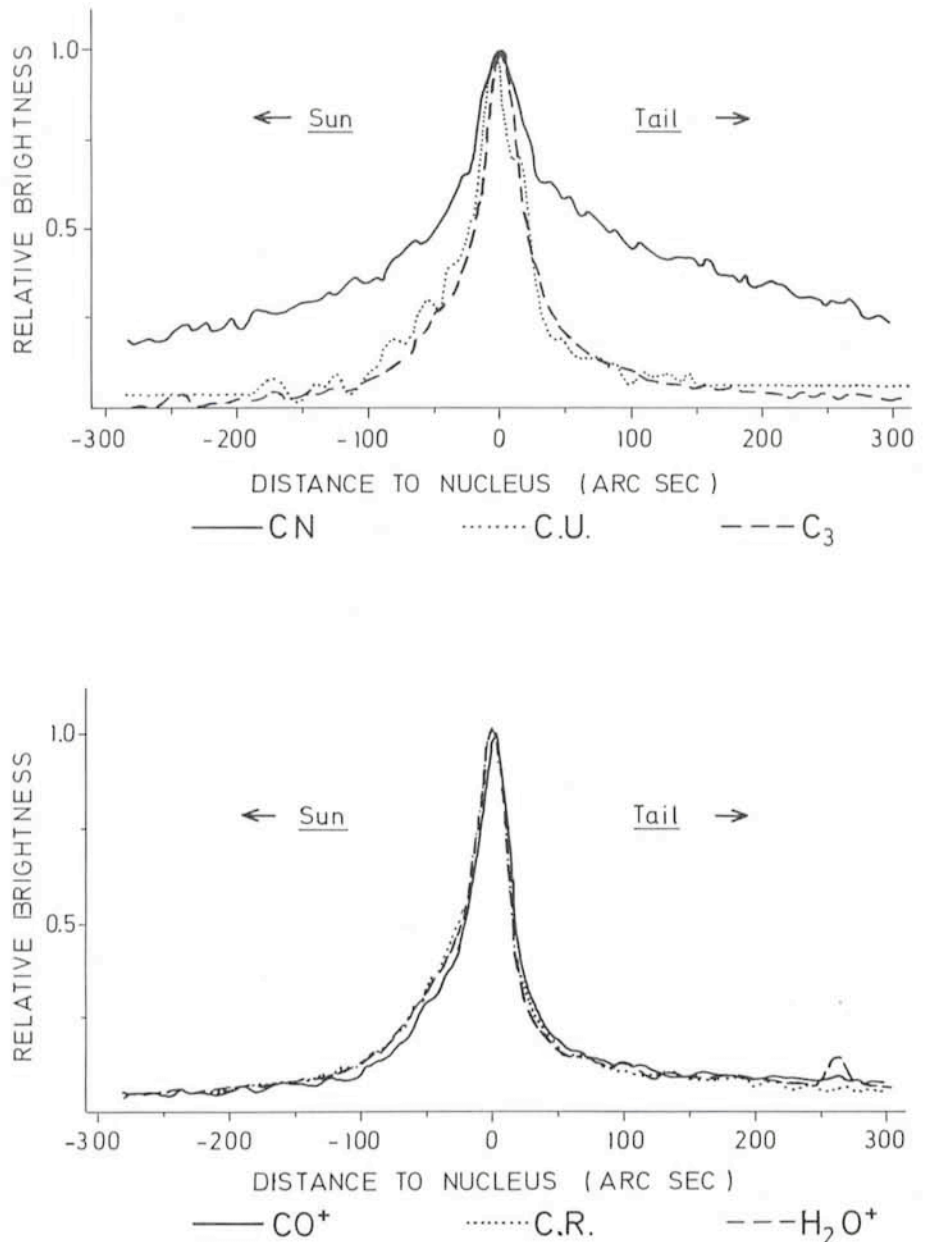 RELATIVE BRIGHTNESS
1.0
0.5
← Sun
Tail →
-300 -200 -100 0 100 200 300
DISTANCE TO NUCLEUS (ARC SEC)
CN C.U. C₃
RELATIVE BRIGHTNESS
1.0
0.5
← Sun
Tail →
-300 -200 -100 0 100 200 300
DISTANCE TO NUCLEUS (ARC SEC)
CO⁺ C.R. H₂O⁺